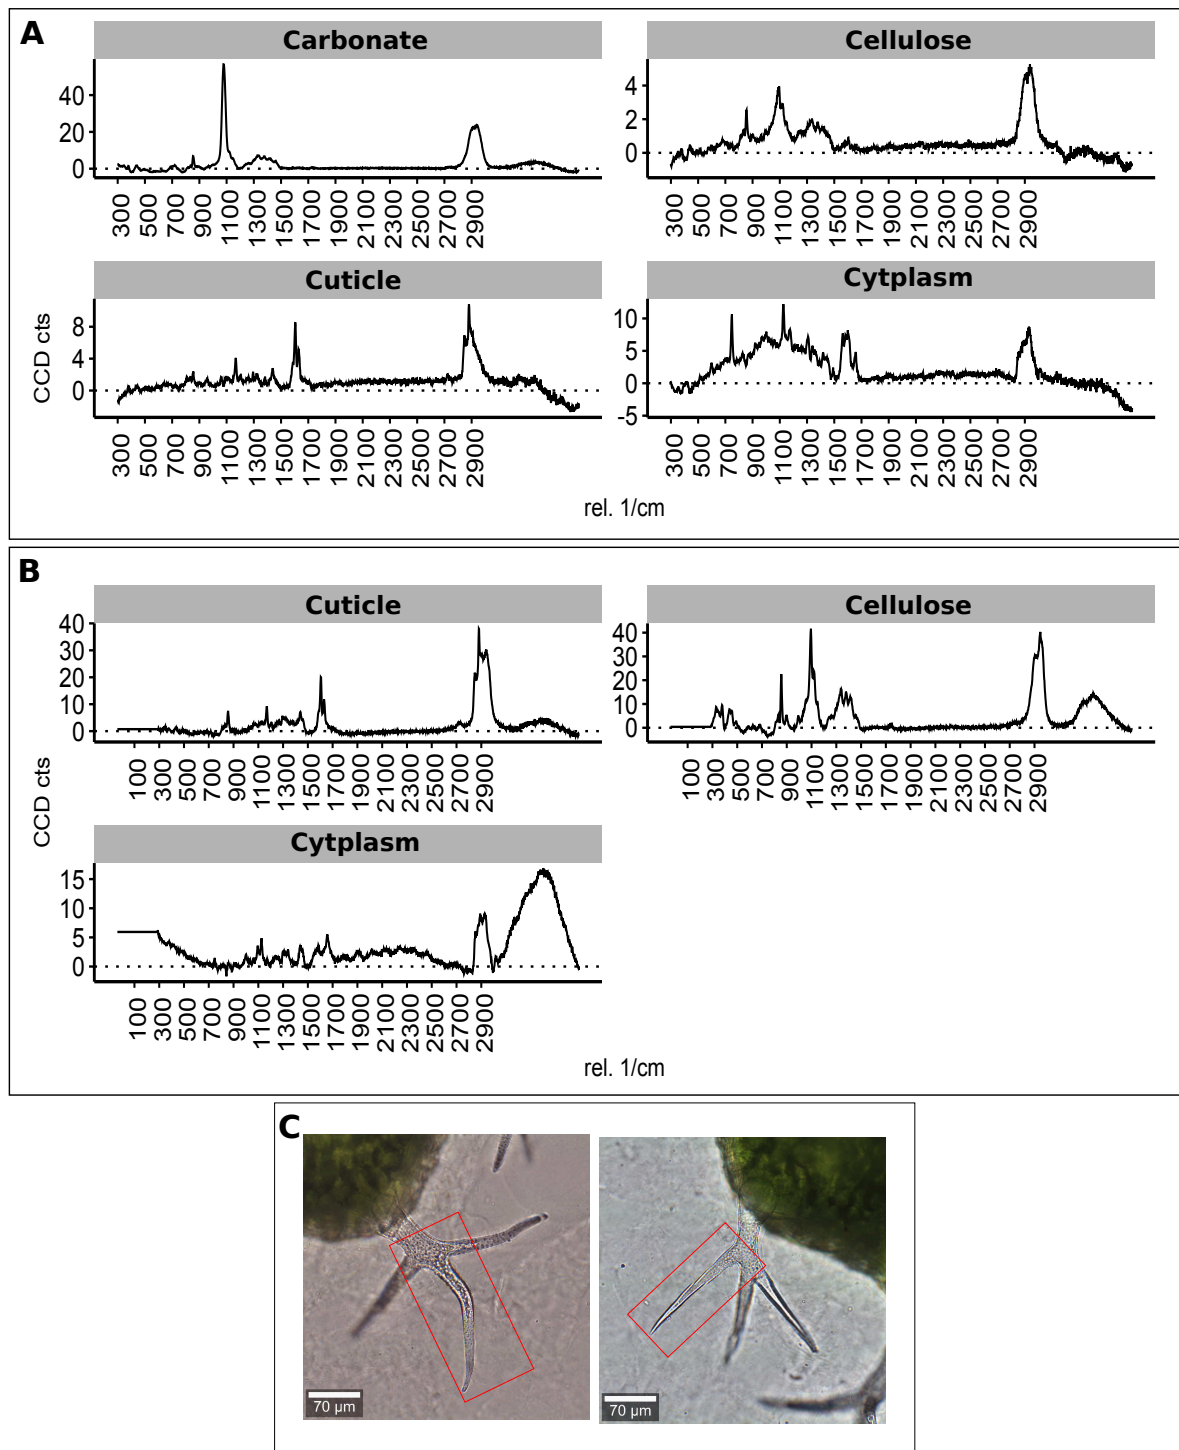 A
Carbonate
Cellulose
40
20
0
4
2
0
300 500 700 900 1100 1300 1500 1700 1900 2100 2300 2500 2700 2900
300 500 700 900 1100 1300 1500 1700 1900 2100 2300 2500 2700 2900
Cuticle
Cytplasm
CCD cts
8
4
0
10
5
0
-5
300 500 700 900 1100 1300 1500 1700 1900 2100 2300 2500 2700 2900
300 500 700 900 1100 1300 1500 1700 1900 2100 2300 2500 2700 2900
rel. 1/cm
B
Cuticle
Cellulose
40
30
20
10
0
40
30
20
10
0
100 300 500 700 900 1100 1300 1500 1700 1900 2100 2300 2500 2700 2900
100 300 500 700 900 1100 1300 1500 1700 1900 2100 2300 2500 2700 2900
CCD cts
Cytplasm
15
10
5
0
100 300 500 700 900 1100 1300 1500 1700 1900 2100 2300 2500 2700 2900
rel. 1/cm
C
70 µm
70 µm